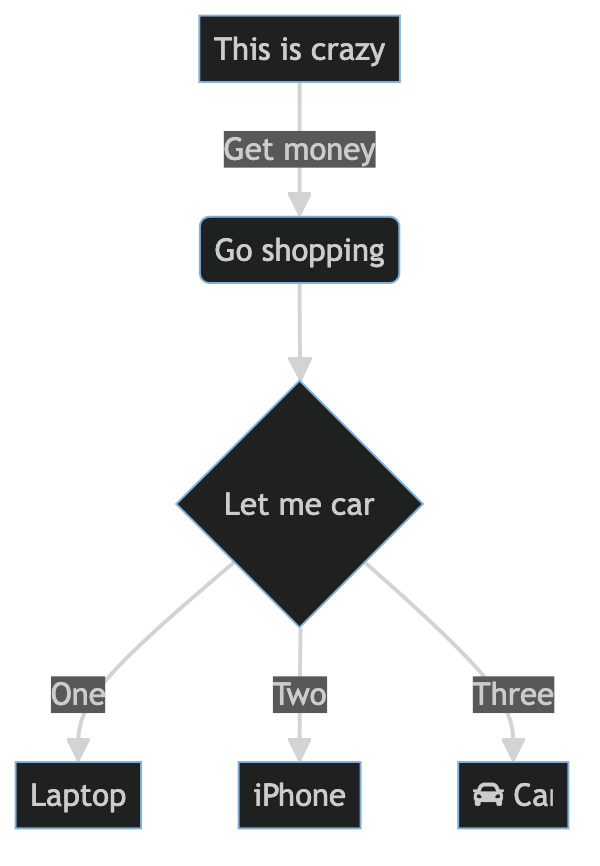 This is crazy
Get money
Go shopping
Let me car
One
Two
Three
Laptop
iPhone
Car